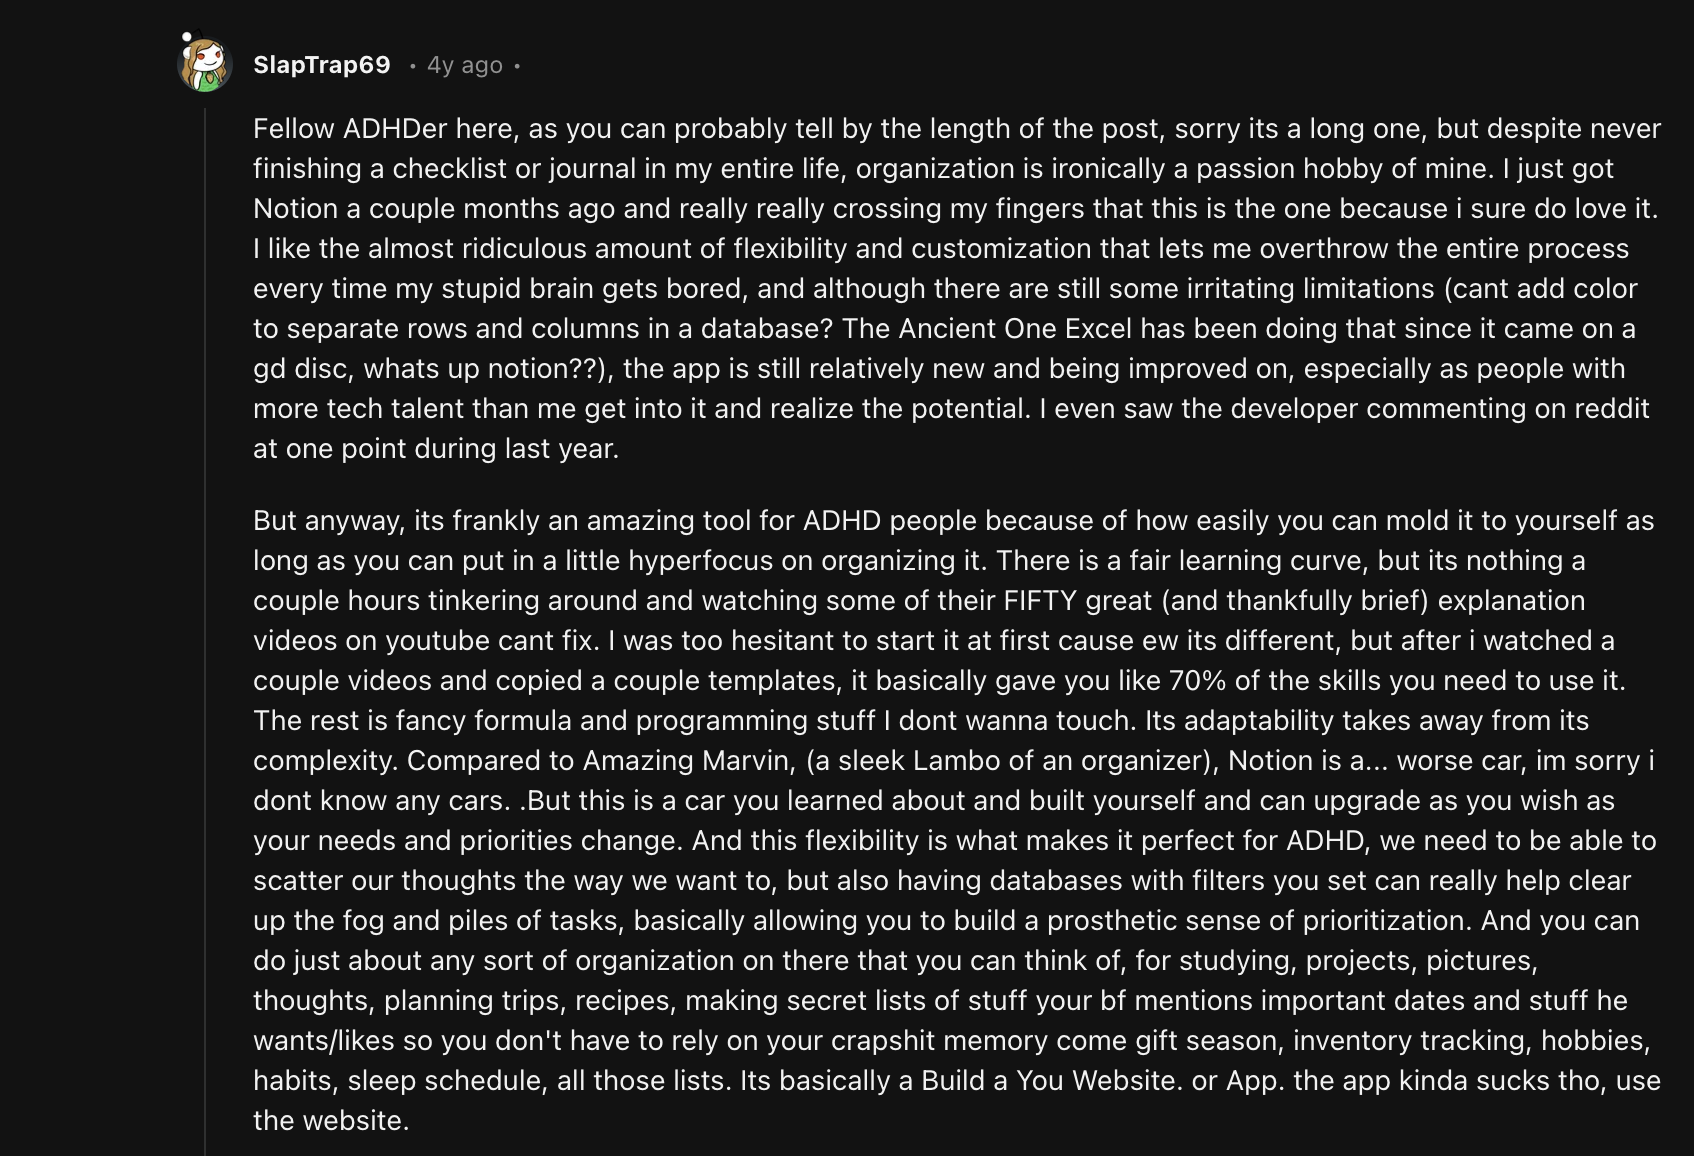 SlapTrap69 • 4y ago •
Fellow ADHDer here, as you can probably tell by the length of the post, sorry its a long one, but despite never
finishing a checklist or journal in my entire life, organization is ironically a passion hobby of mine. I just got
Notion a couple months ago and really really crossing my fingers that this is the one because i sure do love it.
I like the almost ridiculous amount of flexibility and customization that lets me overthrow the entire process
every time my stupid brain gets bored, and although there are still some irritating limitations (cant add color
to separate rows and columns in a database? The Ancient One Excel has been doing that since it came on a
gd disc, whats up notion??), the app is still relatively new and being improved on, especially as people with
more tech talent than me get into it and realize the potential. I even saw the developer commenting on reddit
at one point during last year.
But anyway, its frankly an amazing tool for ADHD people because of how easily you can mold it to yourself as
long as you can put in a little hyperfocus on organizing it. There is a fair learning curve, but its nothing a
couple hours tinkering around and watching some of their FIFTY great (and thankfully brief) explanation
videos on youtube cant fix. I was too hesitant to start it at first cause ew its different, but after i watched a
couple videos and copied a couple templates, it basically gave you like 70% of the skills you need to use it.
The rest is fancy formula and programming stuff I dont wanna touch. Its adaptability takes away from its
complexity. Compared to Amazing Marvin, (a sleek Lambo of an organizer), Notion is a... worse car, im sorry i
dont know any cars. .But this is a car you learned about and built yourself and can upgrade as you wish as
your needs and priorities change. And this flexibility is what makes it perfect for ADHD, we need to be able to
scatter our thoughts the way we want to, but also having databases with filters you set can really help clear
up the fog and piles of tasks, basically allowing you to build a prosthetic sense of prioritization. And you can
do just about any sort of organization on there that you can think of, for studying, projects, pictures,
thoughts, planning trips, recipes, making secret lists of stuff your bf mentions important dates and stuff he
wants/likes so you don't have to rely on your crapshit memory come gift season, inventory tracking, hobbies,
habits, sleep schedule, all those lists. Its basically a Build a You Website. or App. the app kinda sucks tho, use
the website.